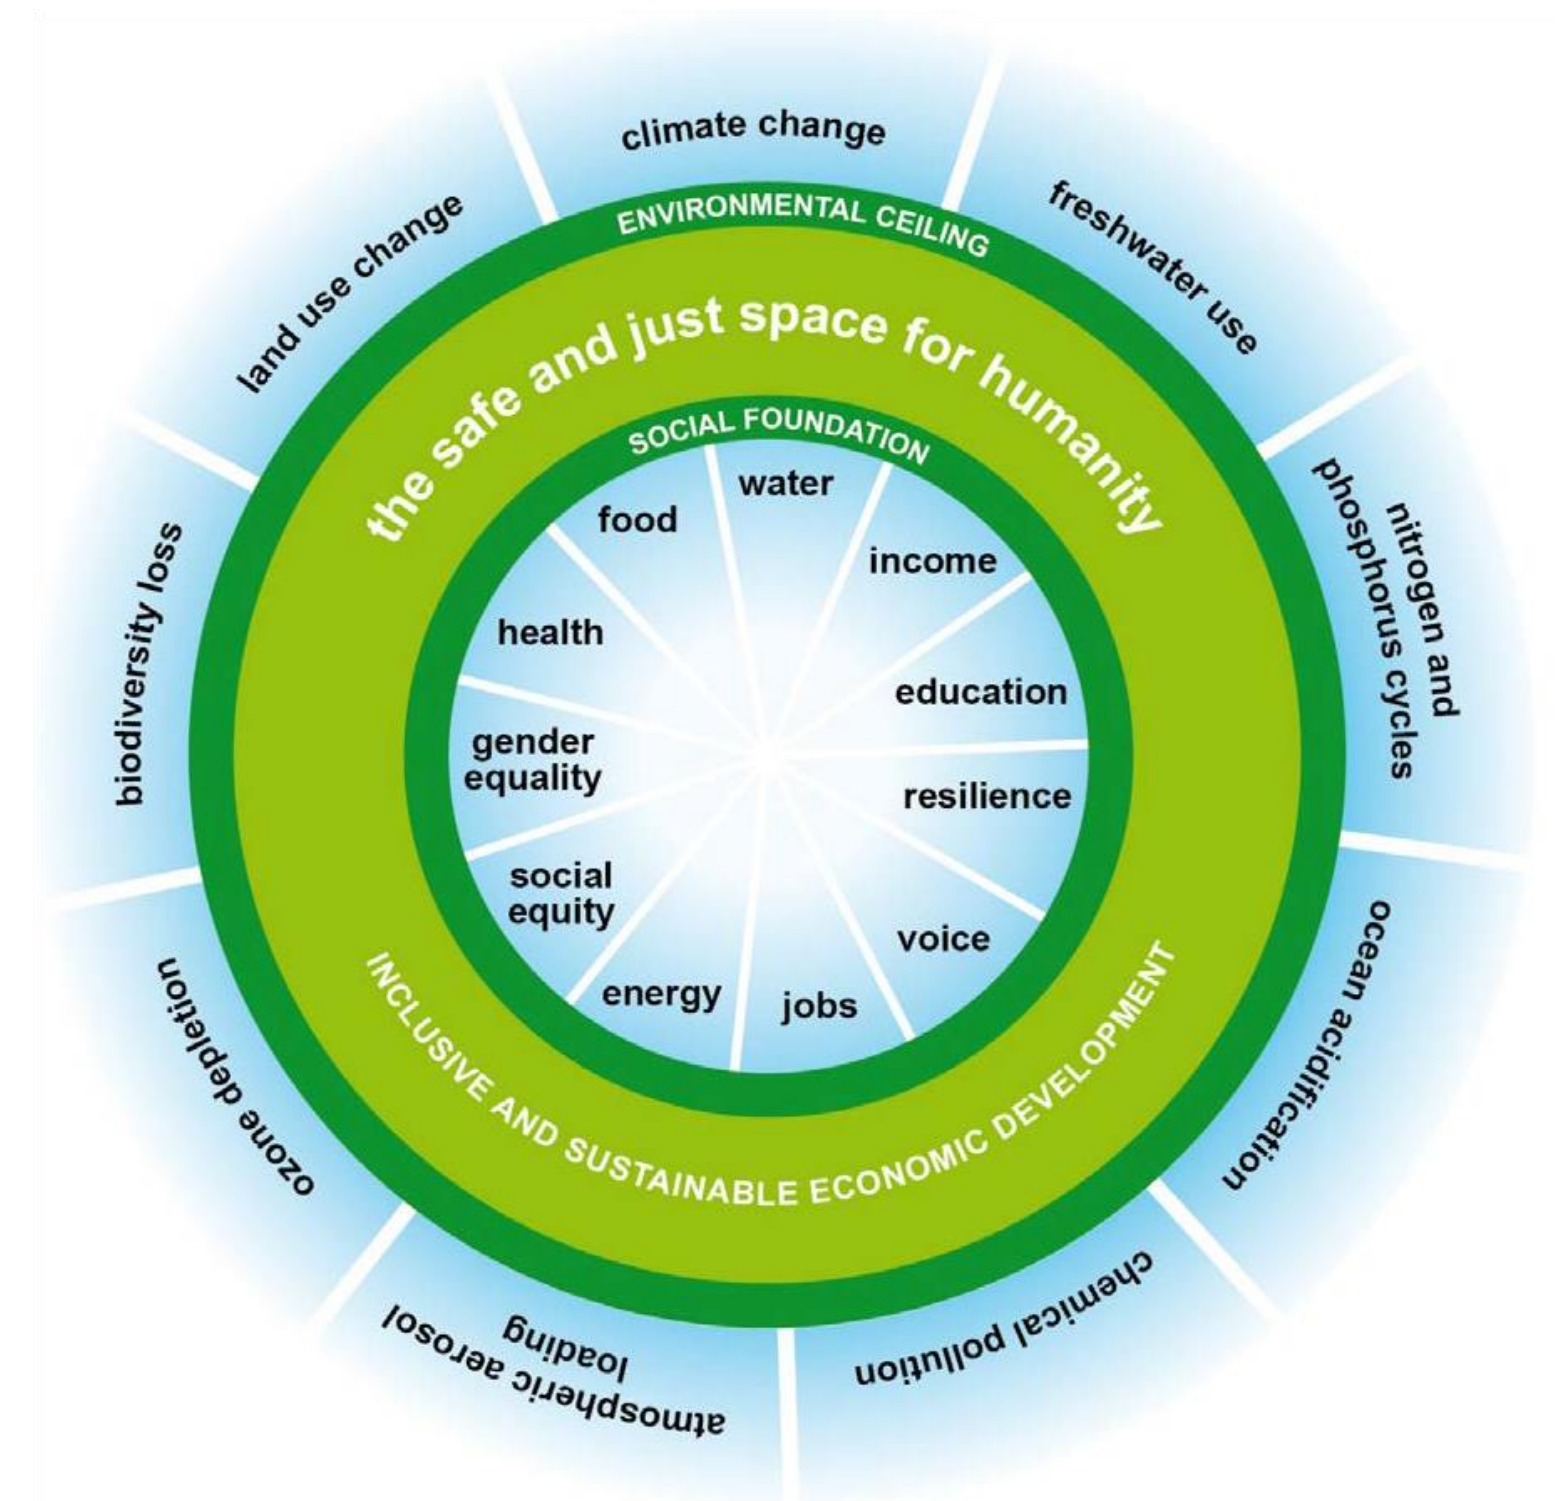 climate change
freshwater use
nitrogen and
phosphorus cycles
ocean acidification
chemical pollution
atmospheric aerosol
loading
ozone depletion
biodiversity loss
land use change
ENVIRONMENTAL CEILING
the safe and just space for humanity
SOCIAL FOUNDATION
water
income
education
resilience
voice
jobs
energy
social
equity
gender
equality
health
food
INCLUSIVE AND SUSTAINABLE ECONOMIC DEVELOPMENT